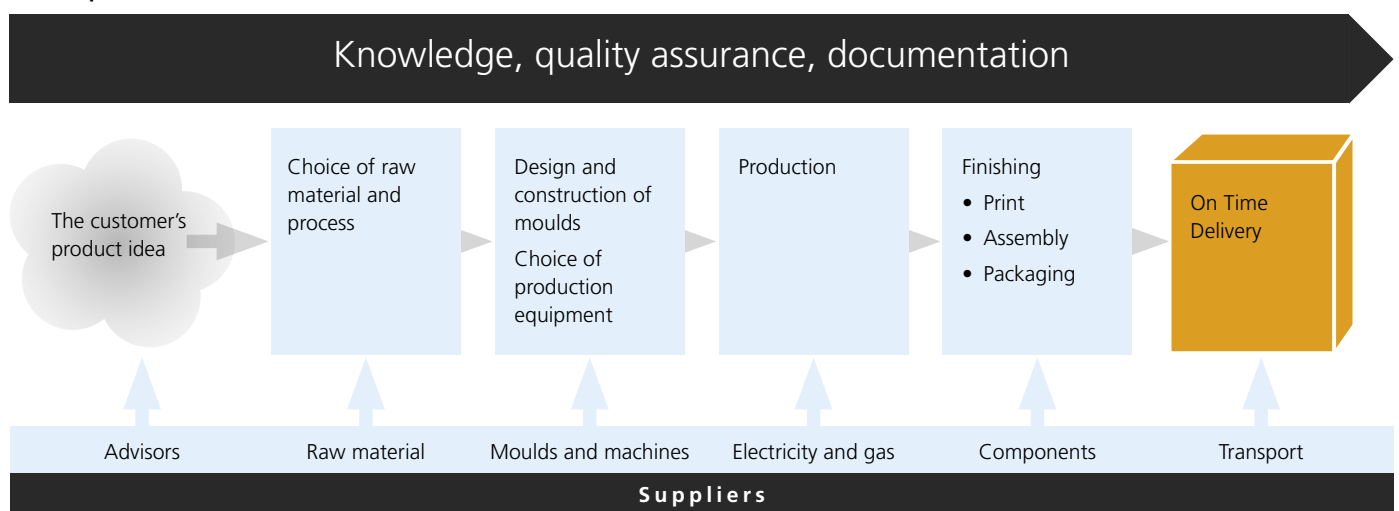 Knowledge, quality assurance, documentation
The customer's
product idea
Choice of raw
material and
process
Design and
construction of
moulds
Choice of
production
equipment
Production
Finishing
• Print
• Assembly
• Packaging
On Time
Delivery
Advisors
Raw material
Moulds and machines
Electricity and gas
Components
Transport
Suppliers